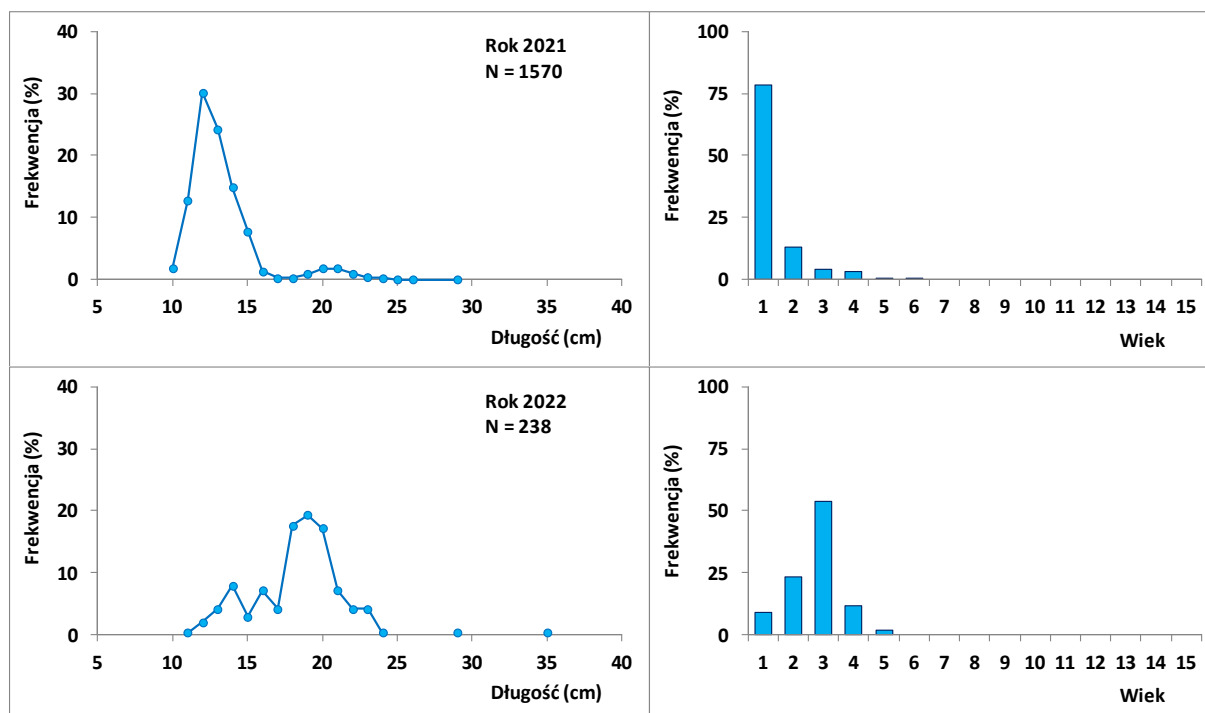 Rok 2021
N = 1570
Frekwencja (%)
40
30
20
10
0
5 10 15 20 25 30 35 40
Długość (cm)
Frekwencja (%)
100
75
50
25
0
1 2 3 4 5 6 7 8 9 10 11 12 13 14 15
Wiek
Rok 2022
N = 238
Frekwencja (%)
40
30
20
10
0
5 10 15 20 25 30 35 40
Długość (cm)
Frekwencja (%)
100
75
50
25
0
1 2 3 4 5 6 7 8 9 10 11 12 13 14 15
Wiek